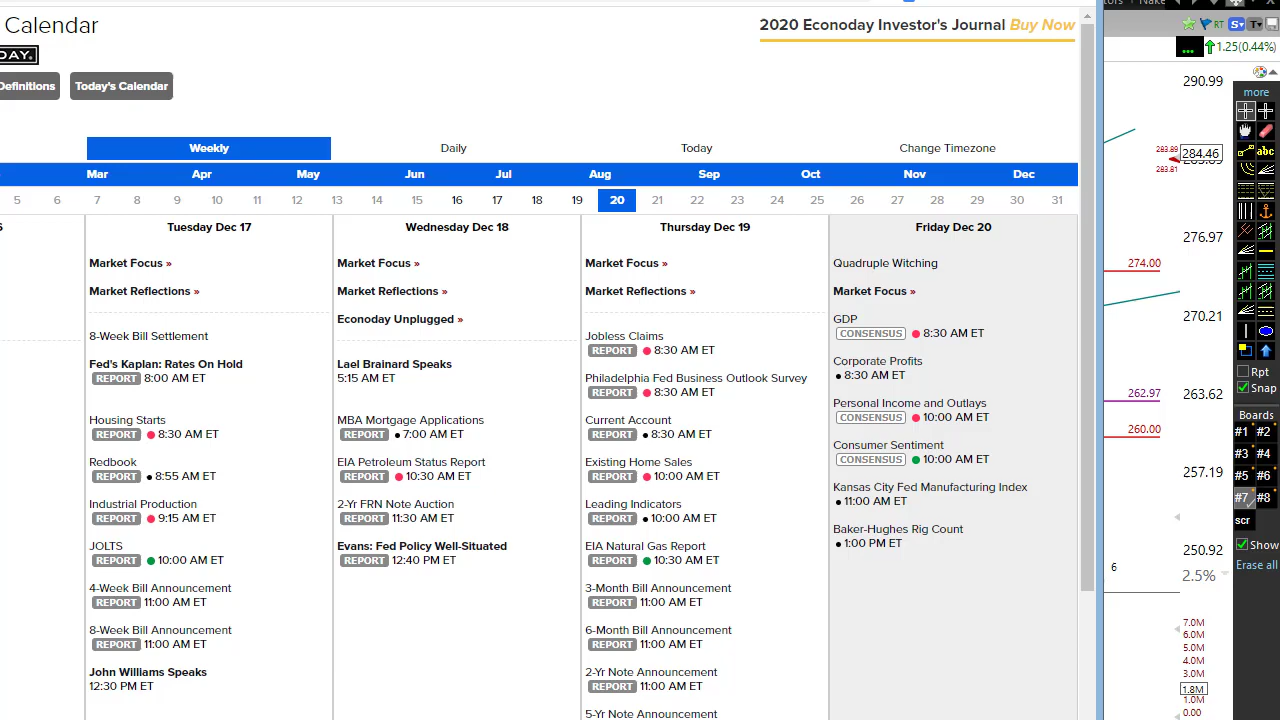 Calendar
2020 Econoday Investor's Journal Buy Now
DAY.
Definitions
Today's Calendar
Weekly
Daily
Today
Change Timezone
Mar Apr May Jun Jul Aug Sep Oct Nov Dec
5 6 7 8 9 10 11 12 13 14 15 16 17 18 19 20 21 22 23 24 25 26 27 28 29 30 31
6
Tuesday Dec 17
Market Focus »
Market Reflections »
8-Week Bill Settlement
Fed's Kaplan: Rates On Hold
REPORT 8:00 AM ET
Housing Starts
REPORT 8:30 AM ET
Redbook
REPORT 8:55 AM ET
Industrial Production
REPORT 9:15 AM ET
JOLTS
REPORT 10:00 AM ET
4-Week Bill Announcement
REPORT 11:00 AM ET
8-Week Bill Announcement
REPORT 11:00 AM ET
John Williams Speaks
12:30 PM ET
Wednesday Dec 18
Market Focus »
Market Reflections »
Econoday Unplugged »
Lael Brainard Speaks
5:15 AM ET
MBA Mortgage Applications
REPORT 7:00 AM ET
EIA Petroleum Status Report
REPORT 10:30 AM ET
2-Yr FRN Note Auction
REPORT 11:30 AM ET
Evans: Fed Policy Well-Situated
REPORT 12:40 PM ET
Thursday Dec 19
Market Focus »
Market Reflections »
Jobless Claims
REPORT 8:30 AM ET
Philadelphia Fed Business Outlook Survey
REPORT 8:30 AM ET
Current Account
REPORT 8:30 AM ET
Existing Home Sales
REPORT 10:00 AM ET
Leading Indicators
REPORT 10:00 AM ET
EIA Natural Gas Report
REPORT 10:30 AM ET
3-Month Bill Announcement
REPORT 11:00 AM ET
6-Month Bill Announcement
REPORT 11:00 AM ET
2-Yr Note Announcement
REPORT 11:00 AM ET
5-Yr Note Announcement
Friday Dec 20
Quadruple Witching
Market Focus »
GDP
CONSENSUS 8:30 AM ET
Corporate Profits
8:30 AM ET
Personal Income and Outlays
CONSENSUS 10:00 AM ET
Consumer Sentiment
CONSENSUS 10:00 AM ET
Kansas City Fed Manufacturing Index
11:00 AM ET
Baker-Hughes Rig Count
1:00 PM ET
RT S T
... 1.25(0.44%)
290.99
283.89
284.46
283.81
276.97
274.00
270.21
262.97
263.62
260.00
257.19
250.92
6
2.5%
7.0M
6.0M
5.0M
4.0M
3.0M
1.8M
1.0M
0.00
more
abc
Rpt
Snap
Boards
#1 #2
#3 #4
#5 #6
#7 #8
scr
Show
Erase all